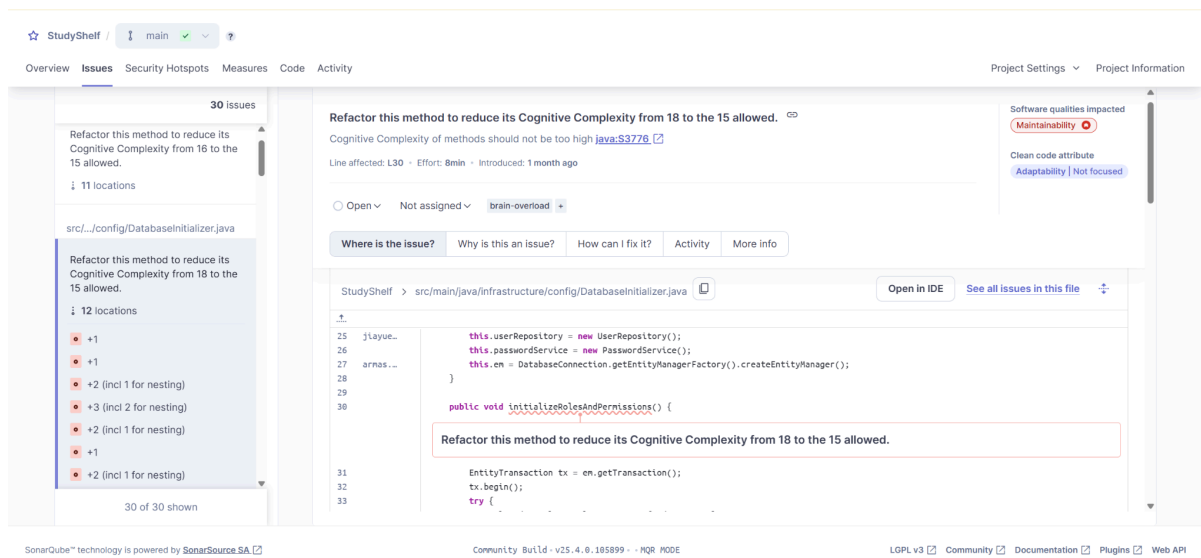 StudyShelf / main ?
Overview Issues Security Hotspots Measures Code Activity
Project Settings Project Information
30 issues
Refactor this method to reduce its
Cognitive Complexity from 16 to the
15 allowed.
11 locations
src/.../config/DatabaseInitializer.java
Refactor this method to reduce its
Cognitive Complexity from 18 to the
15 allowed.
12 locations
+1
+1
+2 (incl 1 for nesting)
+3 (incl 2 for nesting)
+2 (incl 1 for nesting)
+1
+2 (incl 1 for nesting)
30 of 30 shown
Refactor this method to reduce its Cognitive Complexity from 18 to the 15 allowed.
Cognitive Complexity of methods should not be too high java:S3776
Line affected: L30 • Effort: 8min • Introduced: 1 month ago
Open Not assigned brain-overload +
Software qualities impacted
Maintainability
Clean code attribute
Adaptability | Not focused
Where is the issue? Why is this an issue? How can I fix it? Activity More info
StudyShelf > src/main/java/infrastructure/config/DatabaseInitializer.java
Open in IDE See all issues in this file
25 jiayue… this.userRepository = new UserRepository();
26 this.passwordService = new PasswordService();
27 armas.… this.em = DatabaseConnection.getEntityManagerFactory().createEntityManager();
28 }
29
30 public void initializeRolesAndPermissions() {
Refactor this method to reduce its Cognitive Complexity from 18 to the 15 allowed.
31 EntityTransaction tx = em.getTransaction();
32 tx.begin();
33 try {
SonarQube™ technology is powered by SonarSource SA
Community Build - v25.4.0.105899 - - MQR MODE
LGPL v3 Community Documentation Plugins Web API